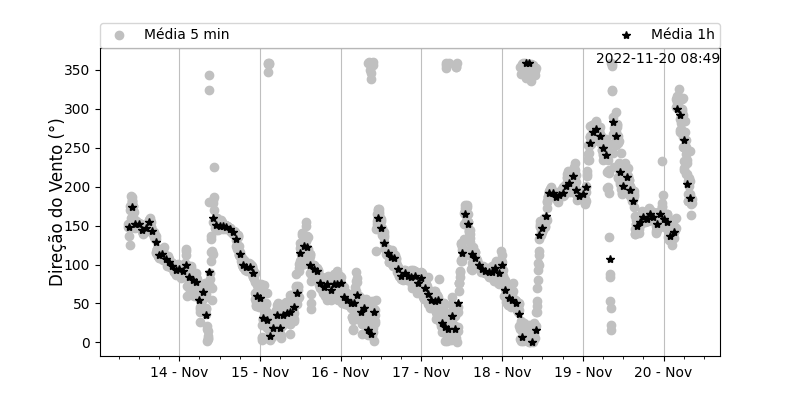 Média 5 min
Média 1h
2022-11-20 08:49
Direção do Vento (°)
350
300
250
200
150
100
50
0
14 - Nov
15 - Nov
16 - Nov
17 - Nov
18 - Nov
19 - Nov
20 - Nov